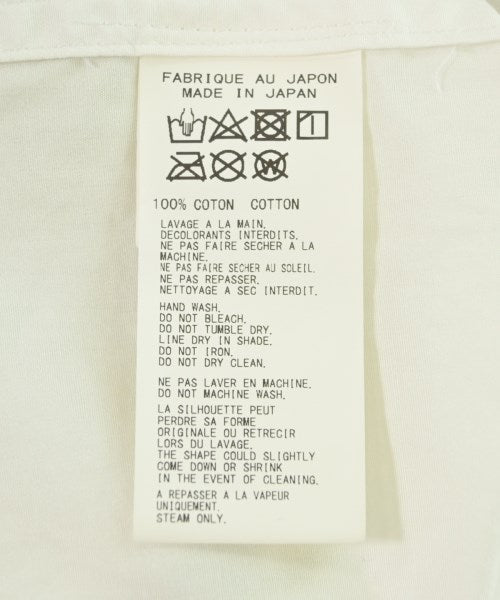 FABRIQUE AU JAPON
MADE IN JAPAN
W
100% COTON COTTON
LAVAGE A LA MAIN.
DECOLORANTS INTERDITS.
NE PAS FAIRE SECHER A LA
MACHINE.
NE PAS FAIRE SECHER AU SOLEIL.
NE PAS REPASSER.
NETTOYAGE A SEC INTERDIT.
HAND WASH.
DO NOT BLEACH.
DO NOT TUMBLE DRY.
LINE DRY IN SHADE.
DO NOT IRON.
DO NOT DRY CLEAN.
NE PAS LAVER EN MACHINE.
DO NOT MACHINE WASH.
LA SILHOUETTE PEUT
PERDRE SA FORME
ORIGINALE OU RETRECIR
LORS DU LAVAGE.
THE SHAPE COULD SLIGHTLY
COME DOWN OR SHRINK
IN THE EVENT OF CLEANING.
A REPASSER A LA VAPEUR
UNIQUEMENT.
STEAM ONLY.